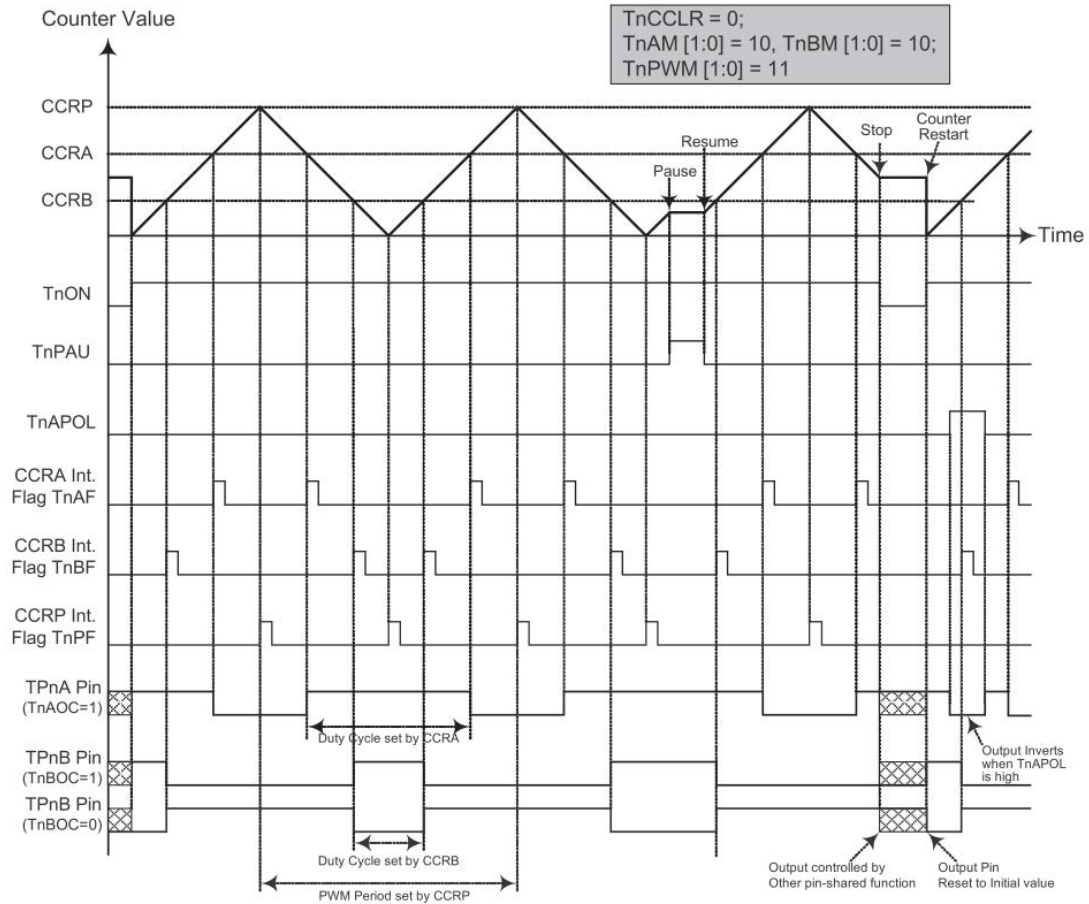 Counter Value
TnCCLR = 0;
TnAM [1:0] = 10, TnBM [1:0] = 10;
TnPWM [1:0] = 11
CCRP
CCRA
CCRB
Pause
Resume
Stop
Counter
Restart
Time
TnON
TnPAU
TnAPOL
CCRA Int.
Flag TnAF
CCRB Int.
Flag TnBF
CCRP Int.
Flag TnPF
TPnA Pin
(TnAOC=1)
Duty Cycle set by CCRA
Output Inverts
when TnAPOL
is high
TPnB Pin
(TnBOC=1)
TPnB Pin
(TnBOC=0)
Duty Cycle set by CCRB
PWM Period set by CCRP
Output controlled by
Other pin-shared function
Output Pin
Reset to Initial value